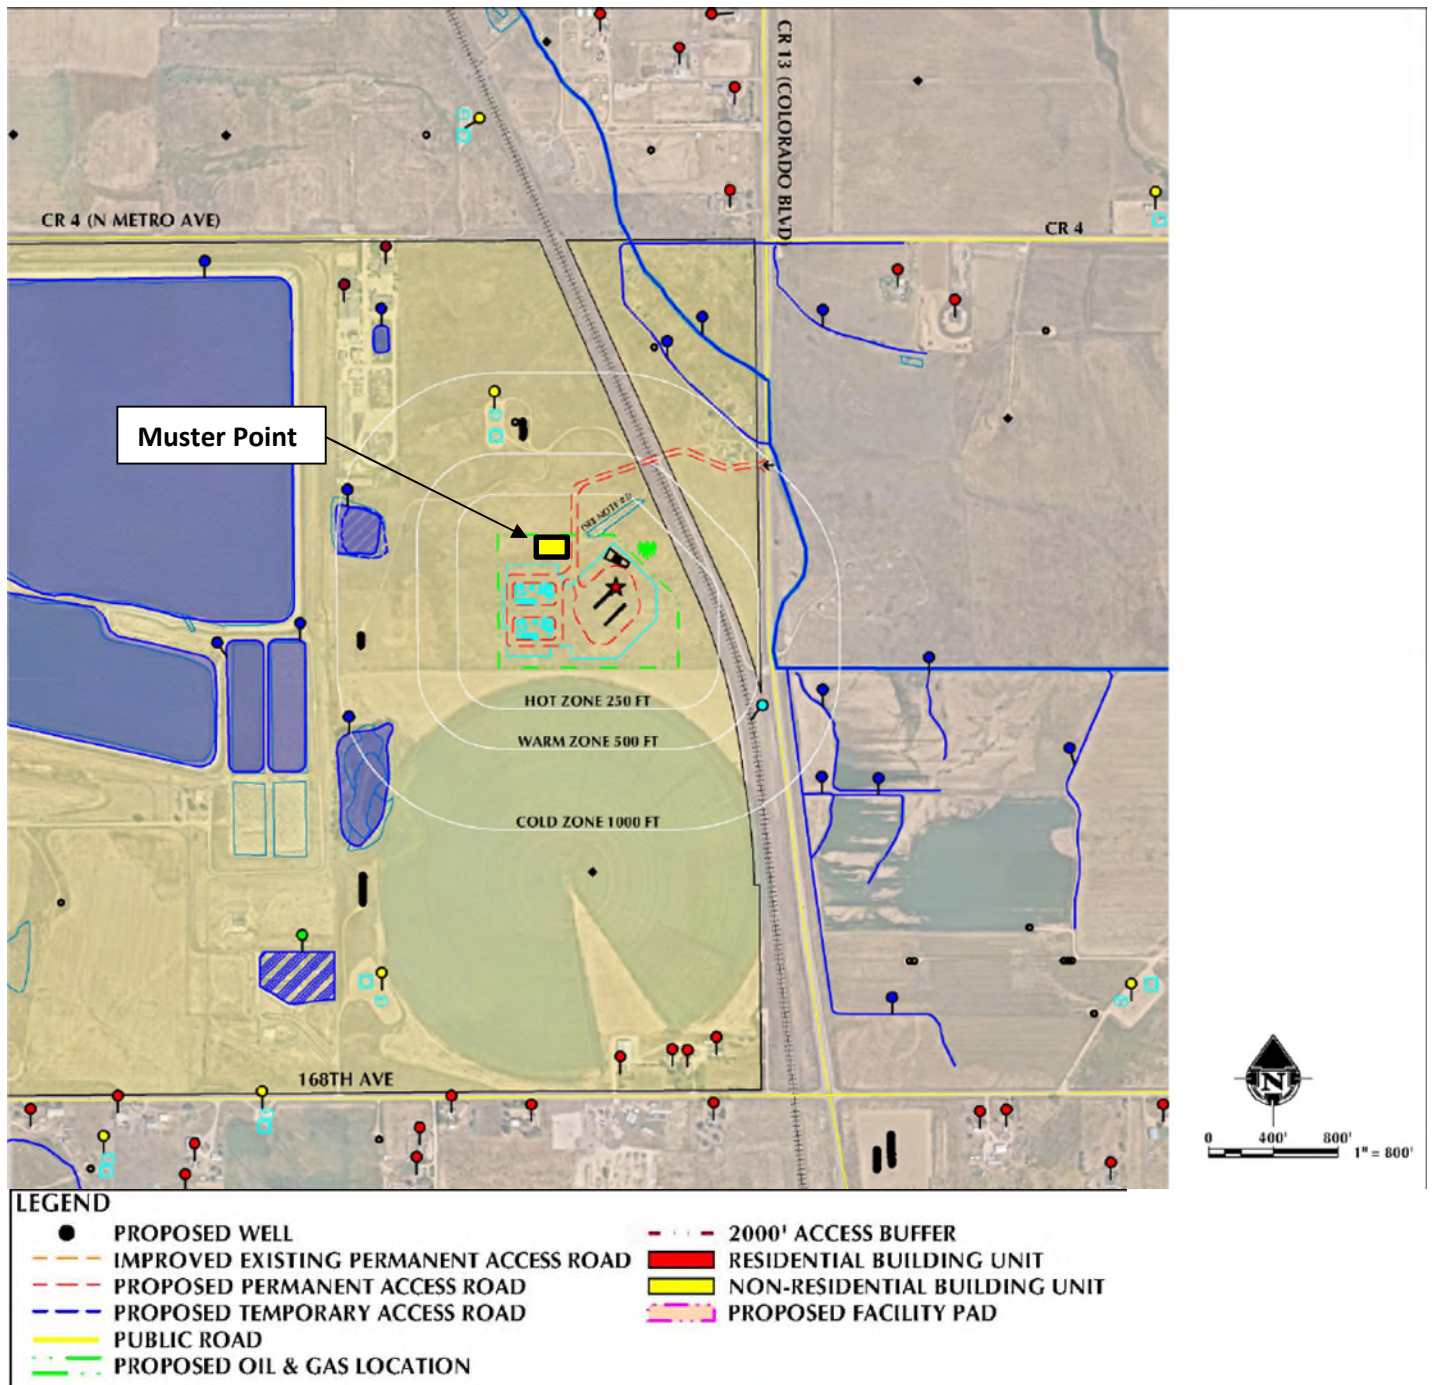 CR 13 (COLORADO BLVD)
CR 4 (N METRO AVE)
CR 4
Muster Point
(SEE NOTE #2)
HOT ZONE 250 FT
WARM ZONE 500 FT
COLD ZONE 1000 FT
168TH AVE
N
0 400' 800'
1" = 800'
LEGEND
PROPOSED WELL
IMPROVED EXISTING PERMANENT ACCESS ROAD
PROPOSED PERMANENT ACCESS ROAD
PROPOSED TEMPORARY ACCESS ROAD
PUBLIC ROAD
PROPOSED OIL & GAS LOCATION
2000' ACCESS BUFFER
RESIDENTIAL BUILDING UNIT
NON-RESIDENTIAL BUILDING UNIT
PROPOSED FACILITY PAD